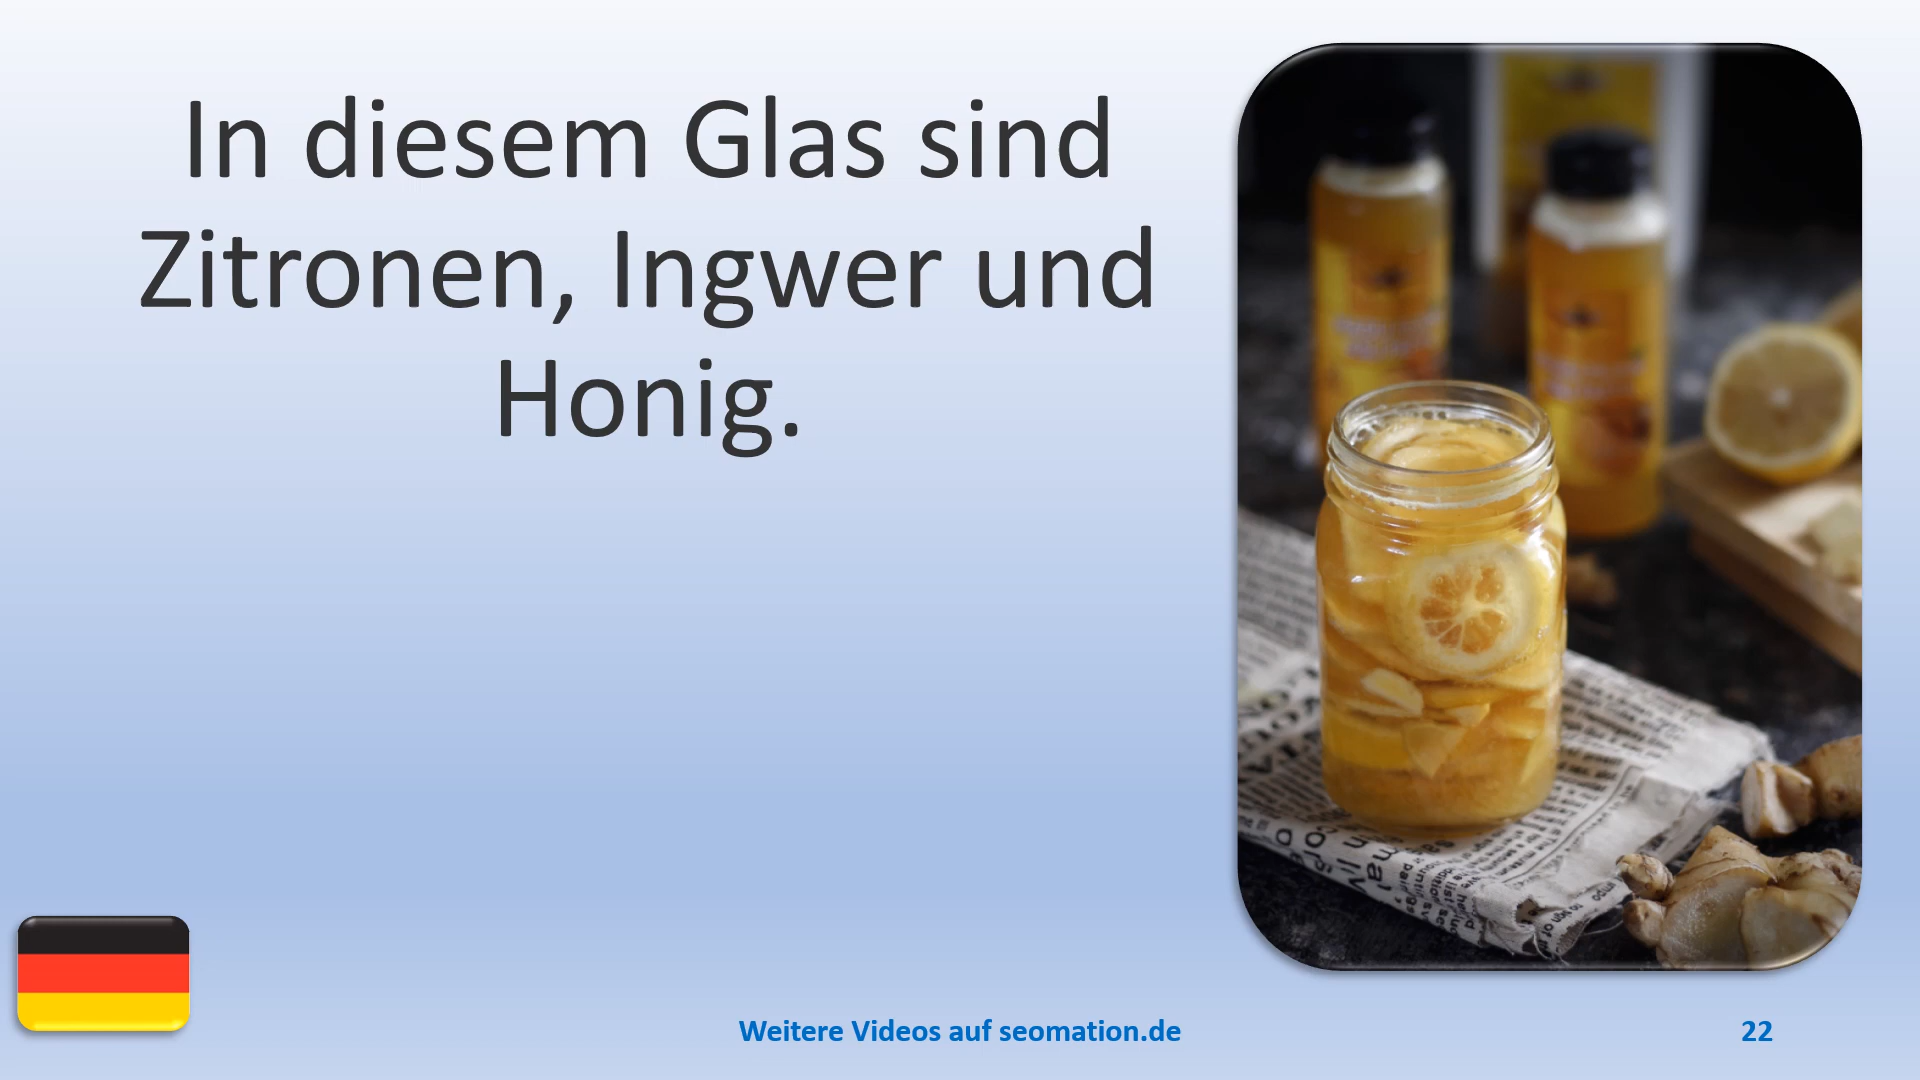 In diesem Glas sind
Zitronen, Ingwer und
Honig.
Weitere Videos auf seomation.de
22